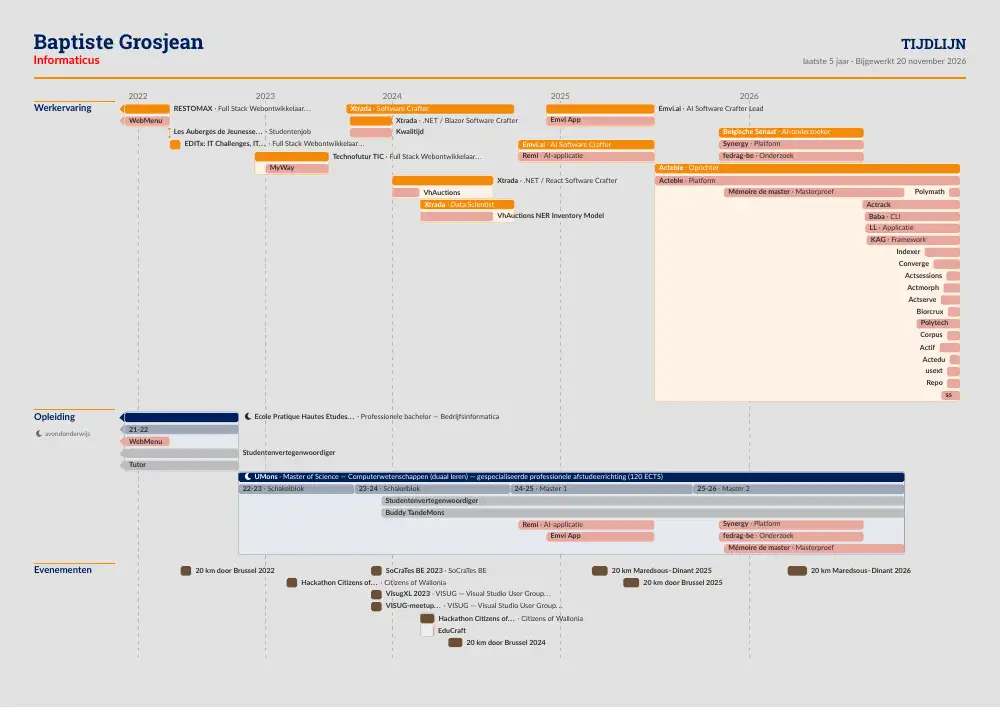 Baptiste Grosjean
TIJDLIJN
Informaticus
laatste 5 jaar · Bijgewerkt 20 november 2026
2022 2023 2024 2025 2026
Werkervaring
RESTOMAX · Full Stack Webontwikkelaar…
Xtrada · Software Crafter
Emvi.ai · AI Software Crafter Lead
WebMenu
Xtrada · .NET / Blazor Software Crafter
Emvi App
Les Auberges de Jeunesse… · Studentenjob
Kwalitijd
Belgische Senaat · AI-onderzoeker
EDITx: IT Challenges, IT… · Full Stack Webontwikkelaar…
Emvi.ai · AI Software Crafter
Synergy · Platform
Technofutur TIC · Full Stack Webontwikkelaar…
Remi · AI-applicatie
fedrag-be · Onderzoek
MyWay
Acteble · Oprichter
Xtrada · .NET / React Software Crafter
Acteble · Platform
VhAuctions
Mémoire de master · Masterproef
Polymath
Xtrada · Data Scientist
Actrack
VhAuctions NER Inventory Model
Baba · CLI
LL · Applicatie
KAG · Framework
Indexer
Converge
Actsessions
Actmorph
Actserve
Biorcrux
Polytech
Corpus
Actif
Actedu
usext
Repo
ss
Opleiding
Ecole Pratique Hautes Etudes… · Professionele bachelor — Bedrijfsinformatica
avondonderwijs
21-22
WebMenu
Studentenvertegenwoordiger
Tutor
UMons · Master of Science — Computerwetenschappen (duaal leren) — gespecialiseerde professionele afstudeerrichting (120 ECTS)
22-23 · Schakelblok
23-24 · Schakelblok
24-25 · Master 1
25-26 · Master 2
Studentenvertegenwoordiger
Buddy TandeMons
Remi · AI-applicatie
Synergy · Platform
Emvi App
fedrag-be · Onderzoek
Mémoire de master · Masterproef
Evenementen
20 km door Brussel 2022
SoCraTes BE 2023 · SoCraTes BE
20 km Maredsous–Dinant 2025
20 km Maredsous–Dinant 2026
Hackathon Citizens of… · Citizens of Wallonia
20 km door Brussel 2025
VisugXL 2023 · VISUG — Visual Studio User Group…
VISUG-meetup… · VISUG — Visual Studio User Group…
Hackathon Citizens of… · Citizens of Wallonia
EduCraft
20 km door Brussel 2024